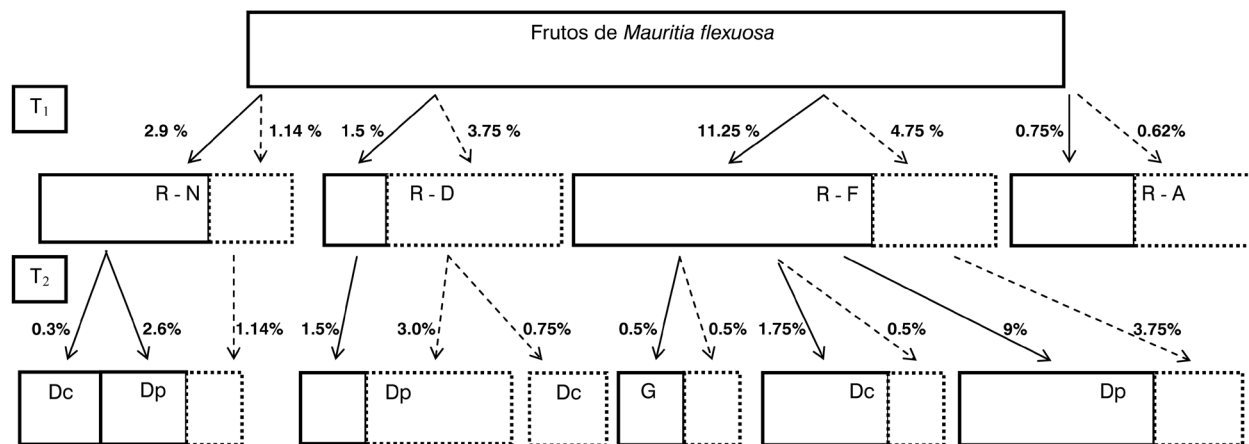 Frutos de Mauritia flexuosa
T₁
2.9 % 1.14 % 1.5 % 3.75 % 11.25 % 4.75 % 0.75% 0.62%
R - N R - D R - F R - A
T₂
0.3% 2.6% 1.14% 1.5% 3.0% 0.75% 0.5% 0.5% 1.75% 0.5% 9% 3.75%
Dc Dp Dp Dc G Dc Dp